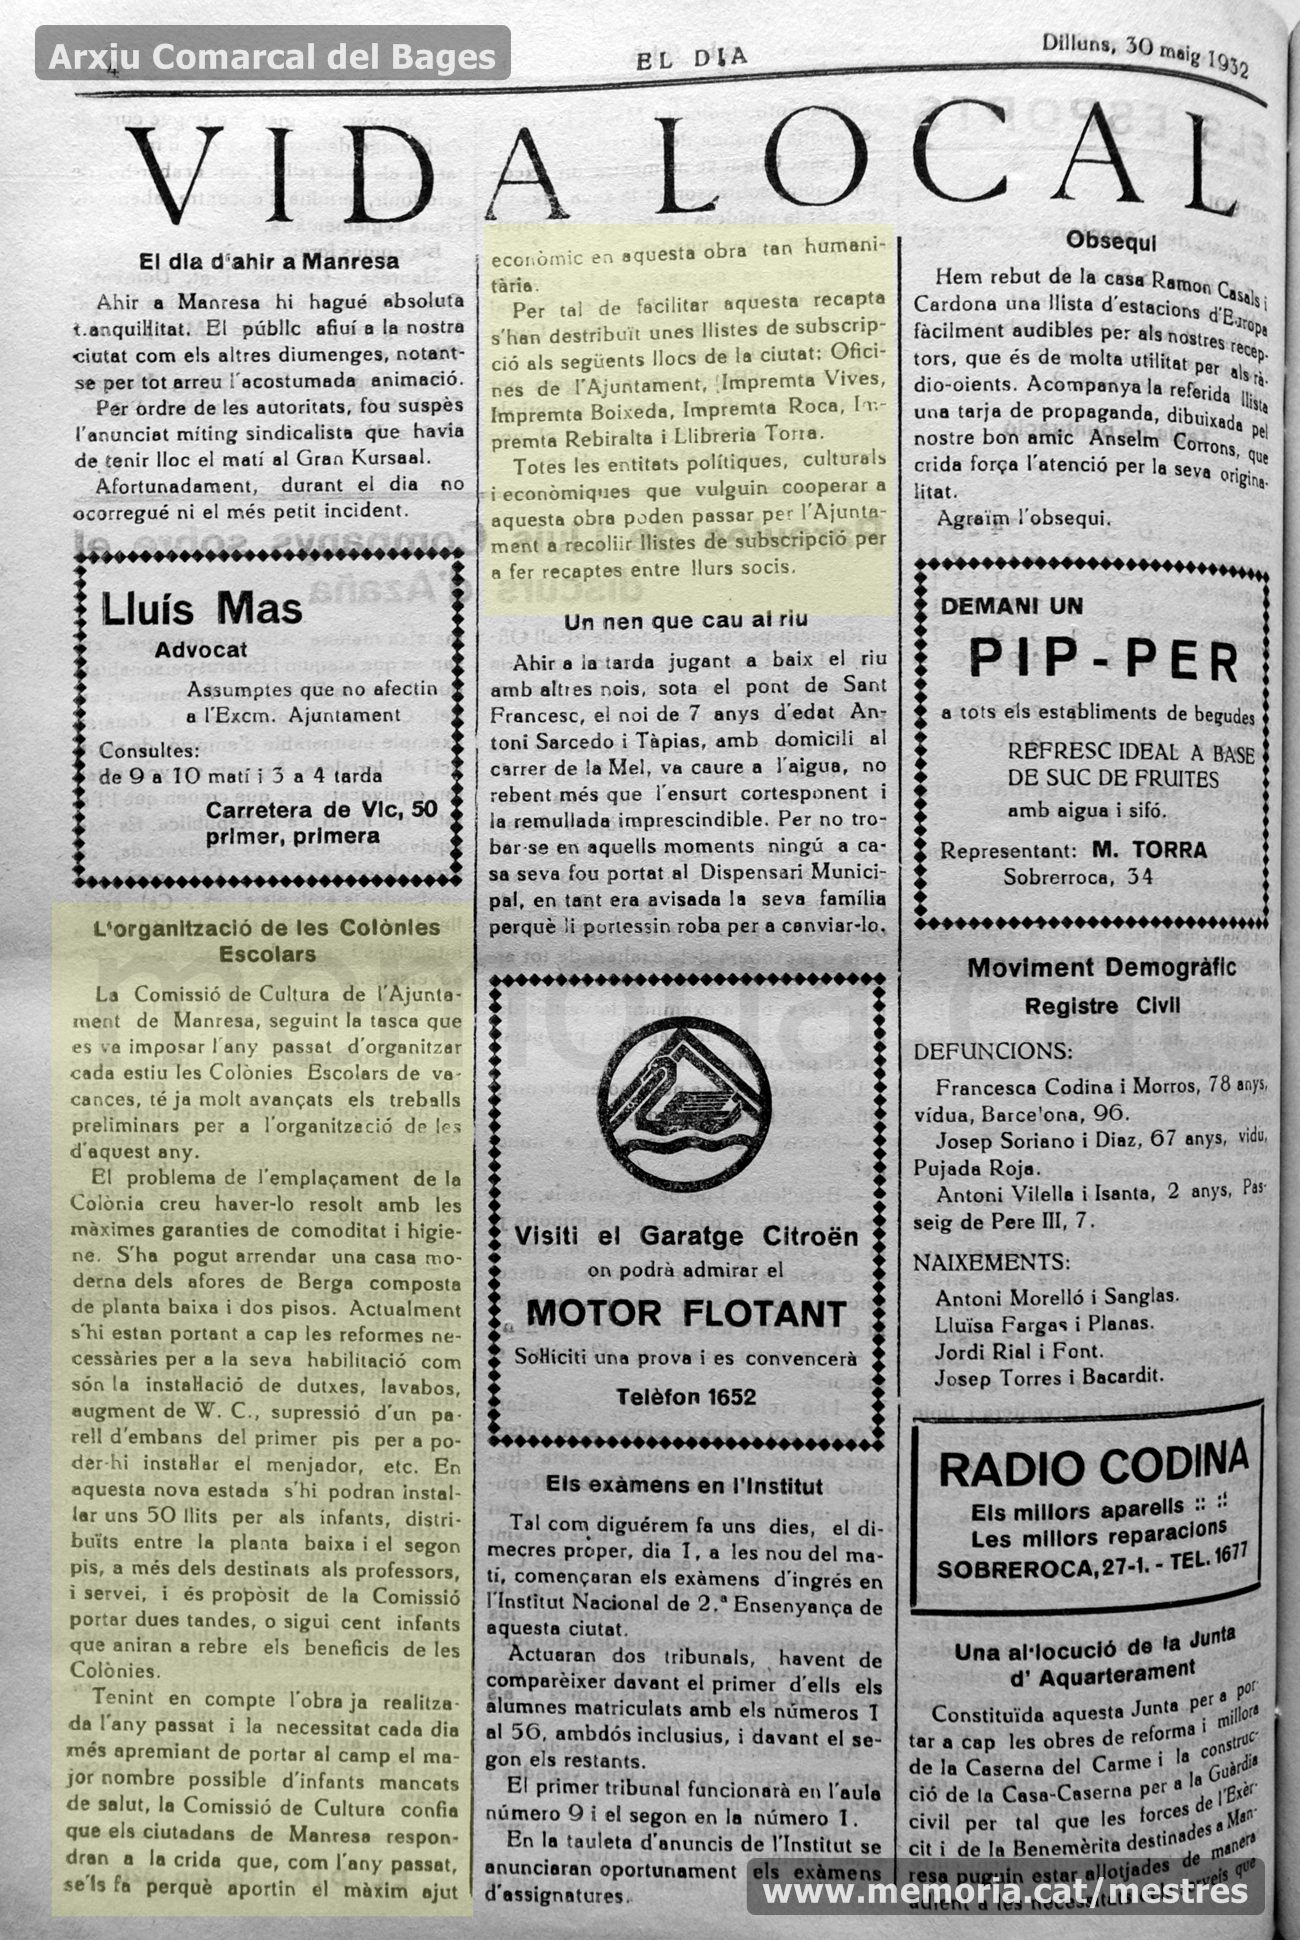 Arxiu Comarcal del Bages
4
EL DIA
Dilluns, 30 maig 1932
VIDA LOCAL
El dia d'ahir a Manresa
Ahir a Manresa hi hagué absoluta
t.anquil·litat. El públic afluí a la nostra
ciutat com els altres diumenges, notant-
se per tot arreu l'acostumada animació.
Per ordre de les autoritats, fou suspès
l'anunciat míting sindicalista que havia
de tenir lloc el matí al Gran Kursaal.
Afortunadament, durant el dia no
ocorregué ni el més petit incident.
Lluís Mas
Advocat
Assumptes que no afectin
a l'Excm. Ajuntament
Consultes:
de 9 a 10 matí i 3 a 4 tarda
Carretera de Vic, 50
primer, primera
L'organització de les Colònies
Escolars
La Comissió de Cultura de l'Ajunta-
ment de Manresa, seguint la tasca que
es va imposar l'any passat d'organitzar
cada estiu les Colònies Escolars de va-
cances, té ja molt avançats els treballs
preliminars per a l'organització de les
d'aquest any.
El problema de l'emplaçament de la
Colònia creu haver-lo resolt amb les
màximes garanties de comoditat i higie-
ne. S'ha pogut arrendar una casa mo-
derna dels afores de Berga composta
de planta baixa i dos pisos. Actualment
s'hi estan portant a cap les reformes ne-
cessàries per a la seva habilitació com
són la instal·lació de dutxes, lavabos,
augment de W. C., supressió d'un pa-
rell d'embans del primer pis per a po-
der-hi instal·lar el menjador, etc. En
aquesta nova estada s'hi podran instal-
lar uns 50 llits per als infants, distri-
buïts entre la planta baixa i el segon
pis, a més dels destinats als professors,
i servei, i és propòsit de la Comissió
portar dues tandes, o sigui cent infants
que aniran a rebre els beneficis de les
Colònies.
Tenint en compte l'obra ja realitza-
da l'any passat i la necessitat cada dia
més apremiant de portar al camp el ma-
jor nombre possible d'infants mancats
de salut, la Comissió de Cultura confia
que els ciutadans de Manresa respon-
dran a la crida que, com l'any passat,
se'ls fa perquè aportin el màxim ajut
econòmic en aquesta obra tan humani-
tària.
Per tal de facilitar aquesta recapta
s'han destribuït unes llistes de subscrip-
ció als següents llocs de la ciutat: Ofici-
nes de l'Ajuntament, Impremta Vives,
Impremta Boixeda, Impremta Roca, Im-
premta Rebiralta i Llibreria Torra.
Totes les entitats polítiques, culturals
i econòmiques que vulguin cooperar a
aquesta obra poden passar per l'Ajunta-
ment a recollir llistes de subscripció per
a fer recaptes entre llurs socis.
Un nen que cau al riu
Ahir a la tarda jugant a baix el riu
amb altres nois, sota el pont de Sant
Francesc, el noi de 7 anys d'edat An-
toni Sarcedo i Tàpias, amb domicili al
carrer de la Mel, va caure a l'aigua, no
rebent més que l'ensurt cortesponent i
la remullada imprescindible. Per no tro-
bar-se en aquells moments ningú a ca-
sa seva fou portat al Dispensari Munici-
pal, en tant era avisada la seva família
perquè li portessin roba per a canviar-lo.
Visiti el Garatge Citroën
on podrà admirar el
MOTOR FLOTANT
Sol·liciti una prova i es convencerà
Telèfon 1652
Els exàmens en l'Institut
Tal com diguérem fa uns dies, el di-
mecres pròper, dia 1, a les nou del ma-
tí, començaran els exàmens d'ingrés en
l'Institut Nacional de 2.ª Ensenyança de
aquesta ciutat.
Actuaran dos tribunals, havent de
comparèixer davant el primer d'ells els
alumnes matriculats amb els números 1
al 56, ambdós inclusius, i davant el se-
gon els restants.
El primer tribunal funcionarà en l'aula
número 9 i el segon en la número 1.
En la tauleta d'anuncis de l'Institut se
anunciaran oportunament els exàmens
d'assignatures.
Obsequi
Hem rebut de la casa Ramon Casals i
Cardona una llista d'estacions d'Europa
fàcilment audibles per als nostres recep-
tors, que és de molta utilitat per als rà-
dio-oients. Acompanya la referida llista
una tarja de propaganda, dibuixada pel
nostre bon amic Anselm Corrons, que
crida força l'atenció per la seva origina-
litat.
Agraïm l'obsequi.
DEMANI UN
PIP-PER
a tots els establiments de begudes
REFRESC IDEAL A BASE
DE SUC DE FRUITES
amb aigua i sifó.
Representant: M. TORRA
Sobrerroca, 34
Moviment Demogràfic
Registre Civil
DEFUNCIONS:
Francesca Codina i Morros, 78 anys,
vídua, Barcelona, 96.
Josep Soriano i Diaz, 67 anys, vidu,
Pujada Roja.
Antoni Vilella i Isanta, 2 anys, Pas-
seig de Pere III, 7.
NAIXEMENTS:
Antoni Morelló i Sanglas.
Lluïsa Fargas i Planas.
Jordi Rial i Font.
Josep Torres i Bacardit.
RADIO CODINA
Els millors aparells :: ::
Les millors reparacions
SOBREROCA, 27-1. - TEL. 1677
Una al·locució de la Junta
d' Aquarterament
Constituïda aquesta Junta per a por-
tar a cap les obres de reforma i millora
de la Caserna del Carme i la construc-
ció de la Casa-Caserna per a la Guàrdia
civil per tal que les forces de l'Exèr-
cit i de la Benemèrita destinades a Man-
resa puguin estar allotjades de manera
adient a les necessitats dels serveis que
www.memoria.cat/mestres